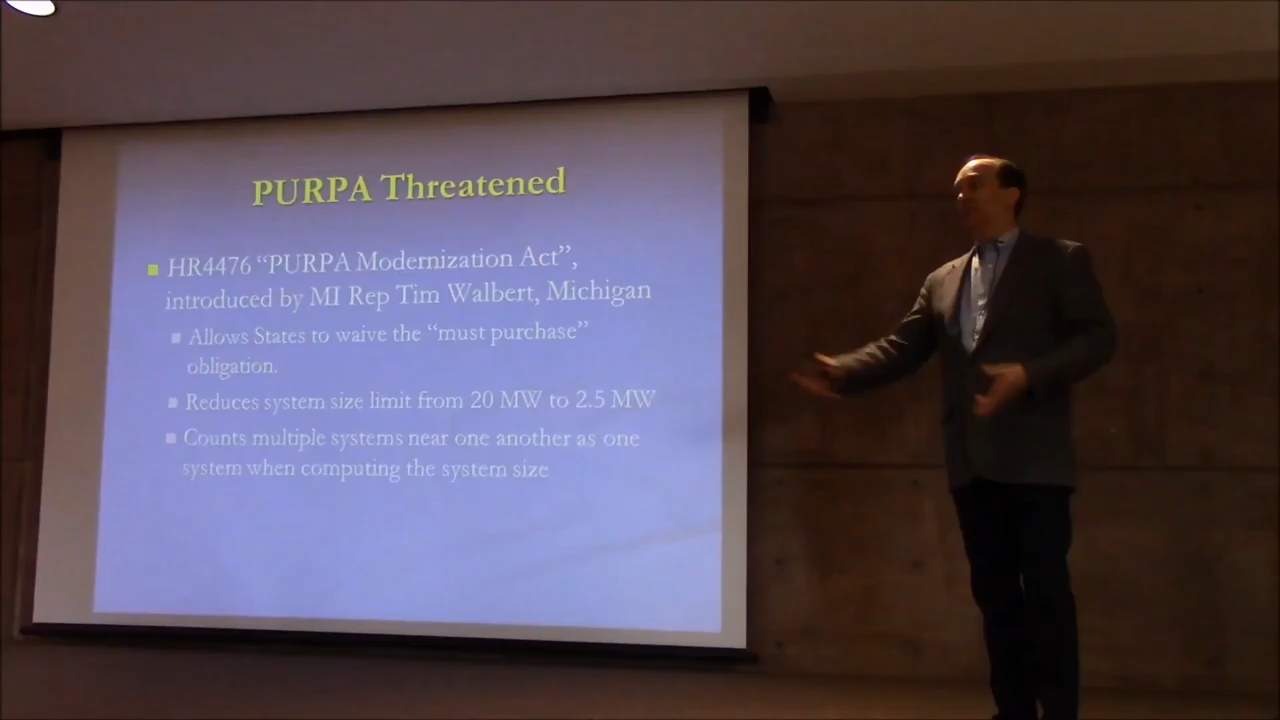 PURPA Threatened
HR4476 “PURPA Modernization Act”,
introduced by MI Rep Tim Walbert, Michigan
Allows States to waive the “must purchase”
obligation.
Reduces system size limit from 20 MW to 2.5 MW
Counts multiple systems near one another as one
system when computing the system size